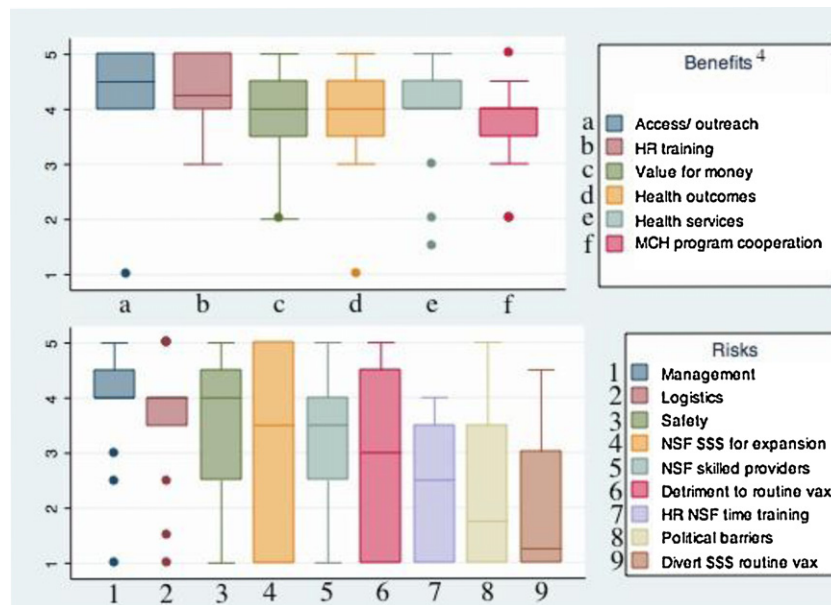 5
4
3
2
1
a b c d e f
Benefits 4
a Access/ outreach
b HR training
c Value for money
d Health outcomes
e Health services
f MCH program cooperation
5
4
3
2
1
1 2 3 4 5 6 7 8 9
Risks
1 Management
2 Logistics
3 Safety
4 NSF $$$ for expansion
5 NSF skilled providers
6 Detriment to routine vax
7 HR NSF time training
8 Political barriers
9 Divert $$$ routine vax